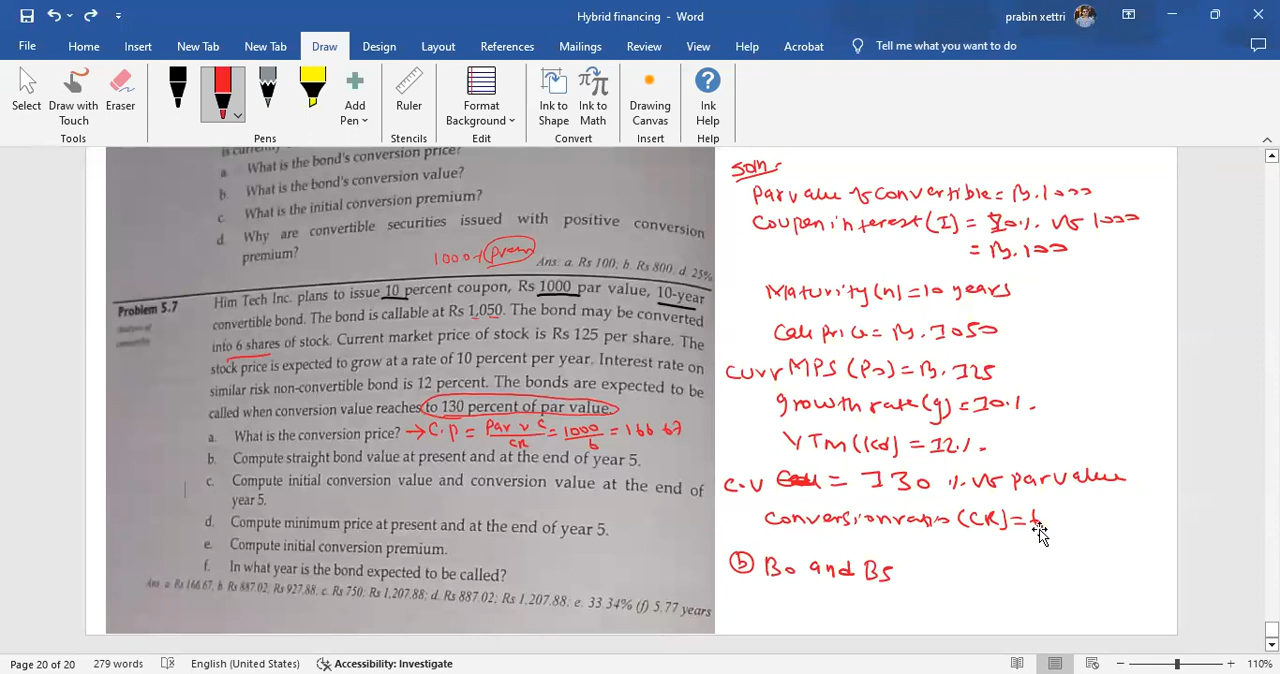 Hybrid financing - Word
prabin xettri
File Home Insert New Tab New Tab Draw Design Layout References Mailings Review View Help Acrobat Tell me what you want to do
Select Draw with Touch Eraser Add Pen Ruler Format Background Ink to Shape Ink to Math Drawing Canvas Ink Help
Tools Pens Stencils Edit Convert Insert Help
a. What is the bond's conversion price?
b. What is the bond's conversion value?
c. What is the initial conversion premium?
d. Why are convertible securities issued with positive conversion
premium?
1000+ prem
Ans: a. Rs 100; b. Rs 800, d. 25%
Problem 5.7
Him Tech Inc. plans to issue 10 percent coupon, Rs 1000 par value, 10-year
convertible bond. The bond is callable at Rs 1,050. The bond may be converted
into 6 shares of stock. Current market price of stock is Rs 125 per share. The
stock price is expected to grow at a rate of 10 percent per year. Interest rate on
similar risk non-convertible bond is 12 percent. The bonds are expected to be
called when conversion value reaches to 130 percent of par value.
a. What is the conversion price? → C.P = Par v C / CR = 1000 / 6 = 166 67
b. Compute straight bond value at present and at the end of year 5.
c. Compute initial conversion value and conversion value at the end of
year 5.
d. Compute minimum price at present and at the end of year 5.
e. Compute initial conversion premium.
f. In what year is the bond expected to be called?
Ans. a. Rs 166.67, b Rs 887.02; Rs 927.88; c. Rs 750; Rs 1,207.88; d. Rs 887.02; Rs 1,207.88; e. 33.34% (f) 5.77 years
Soln
Par value of convertible = Rs.1000
Coupon interest (I) = 10% of 1000
= Rs.100
Maturity (n) = 10 years
Call price = Rs. 1050
Curr MPS (P0) = Rs. 125
growth rate (g) = 10%.
YTM (Kd) = 12%.
C.V = 130 % of par value
Conversion ratio (CR) = 6
(b) B0 and B5
Page 20 of 20 279 words English (United States) Accessibility: Investigate 110%